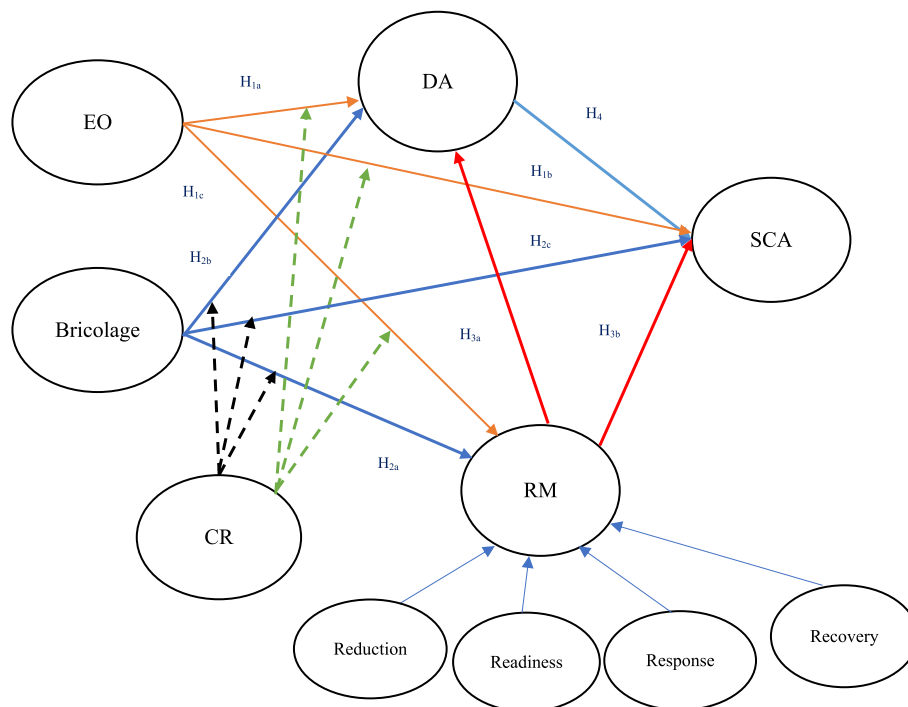 DA
H1a
EO
H4
H1b
H1c
H2c
SCA
H2b
Bricolage
H3a
H3b
H2a
RM
CR
Recovery
Reduction
Readiness
Response